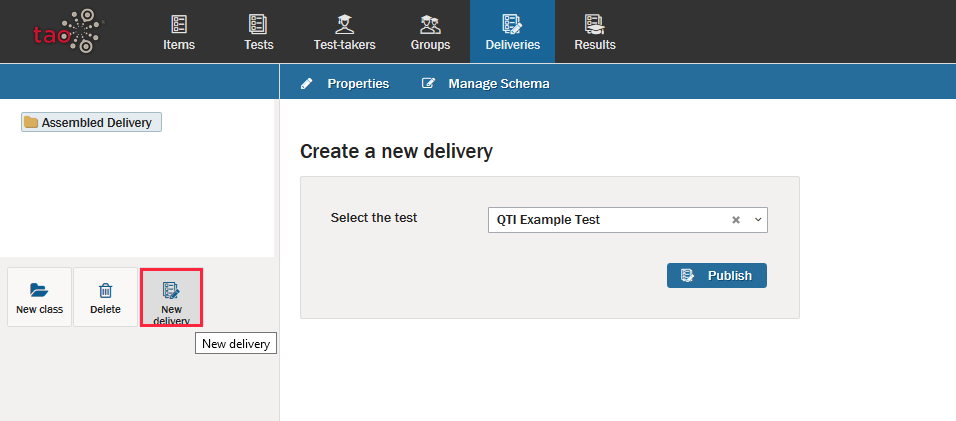 tao
Items
Tests
Test-takers
Groups
Deliveries
Results
Properties
Manage Schema
Assembled Delivery
Create a new delivery
Select the test
QTI Example Test
Publish
New class
Delete
New
delivery
New delivery